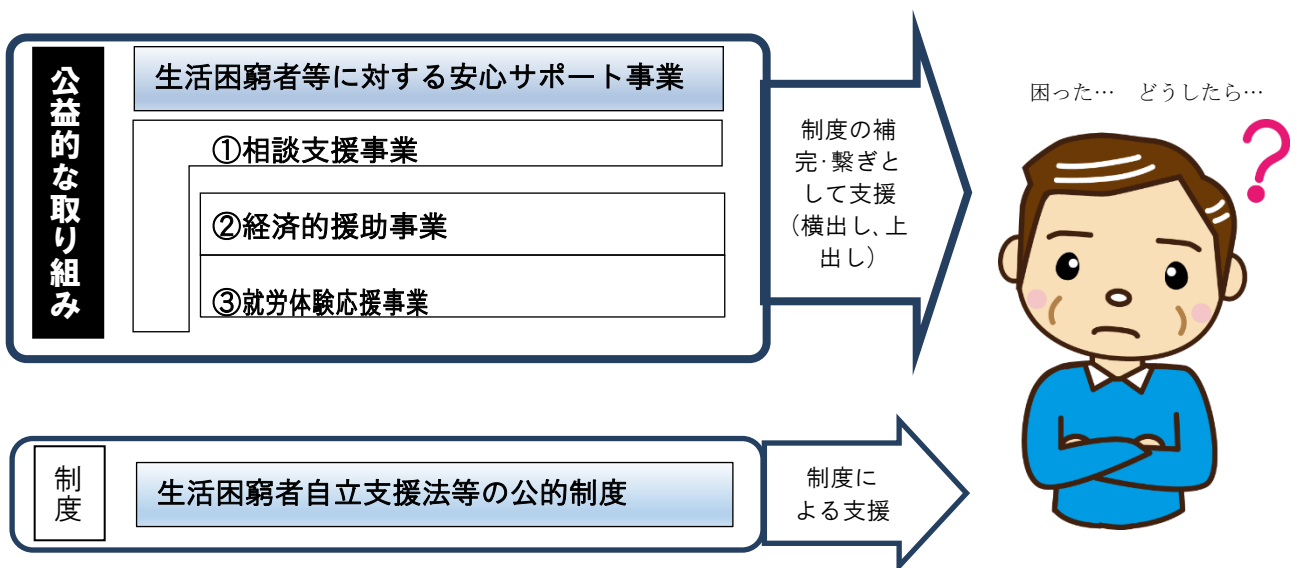 公益的な取り組み
生活困窮者等に対する安心サポート事業
①相談支援事業
②経済的援助事業
③就労体験応援事業
制度の補
完・繋ぎと
して支援
（横出し、上
出し）
困った… どうしたら…
?
制
度
生活困窮者自立支援法等の公的制度
制度に
よる支援